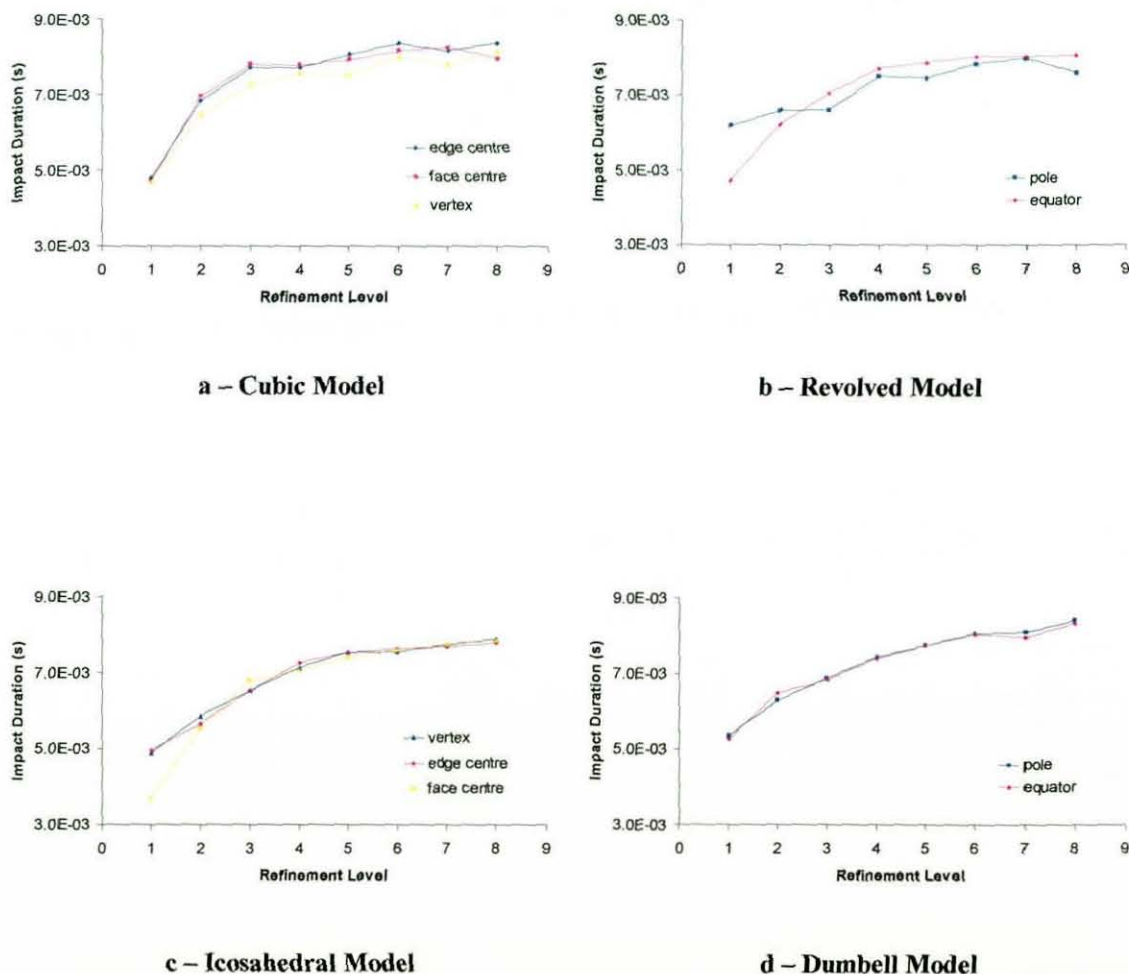 9.0E-03
7.0E-03
5.0E-03
3.0E-03
Impact Duration (s)
edge centre
face centre
vertex
0 1 2 3 4 5 6 7 8 9
Refinement Level
a – Cubic Model
9.0E-03
7.0E-03
5.0E-03
3.0E-03
Impact Duration (s)
pole
equator
0 1 2 3 4 5 6 7 8 9
Refinement Level
b – Revolved Model
9.0E-03
7.0E-03
5.0E-03
3.0E-03
Impact Duration (s)
vertex
edge centre
face centre
0 1 2 3 4 5 6 7 8 9
Refinement Level
c – Icosahedral Model
9.0E-03
7.0E-03
5.0E-03
3.0E-03
Impact Duration (s)
pole
equator
0 1 2 3 4 5 6 7 8 9
Refinement Level
d – Dumbell Model